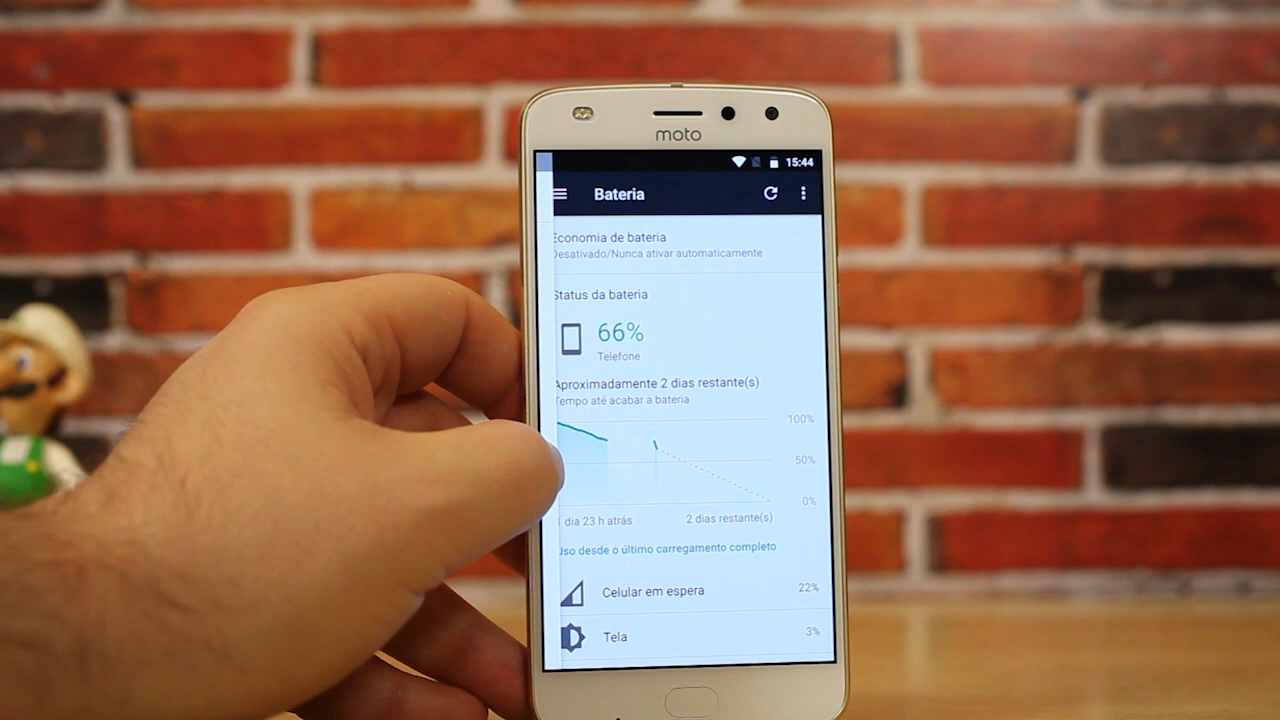 moto
15:44
Bateria
Economia de bateria
Desativado/Nunca ativar automaticamente
Status da bateria
66%
Telefone
Aproximadamente 2 dias restante(s)
Tempo até acabar a bateria
100%
50%
0%
dia 23 h atrás
2 dias restante(s)
Uso desde o último carregamento completo
Celular em espera
22%
Tela
3%